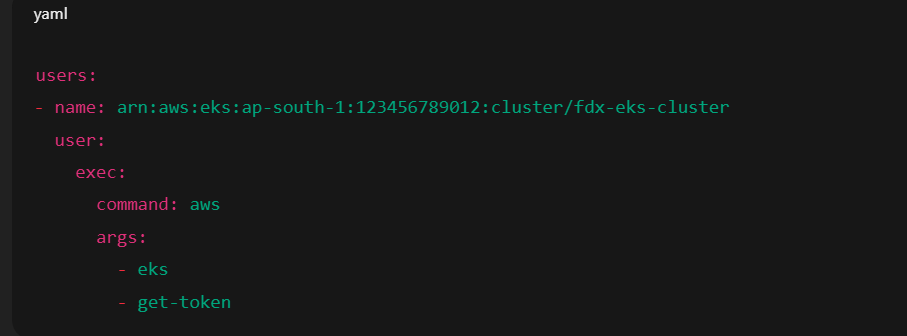 yaml
users:
- name: arn:aws:eks:ap-south-1:123456789012:cluster/fdx-eks-cluster
  user:
    exec:
      command: aws
      args:
        - eks
        - get-token